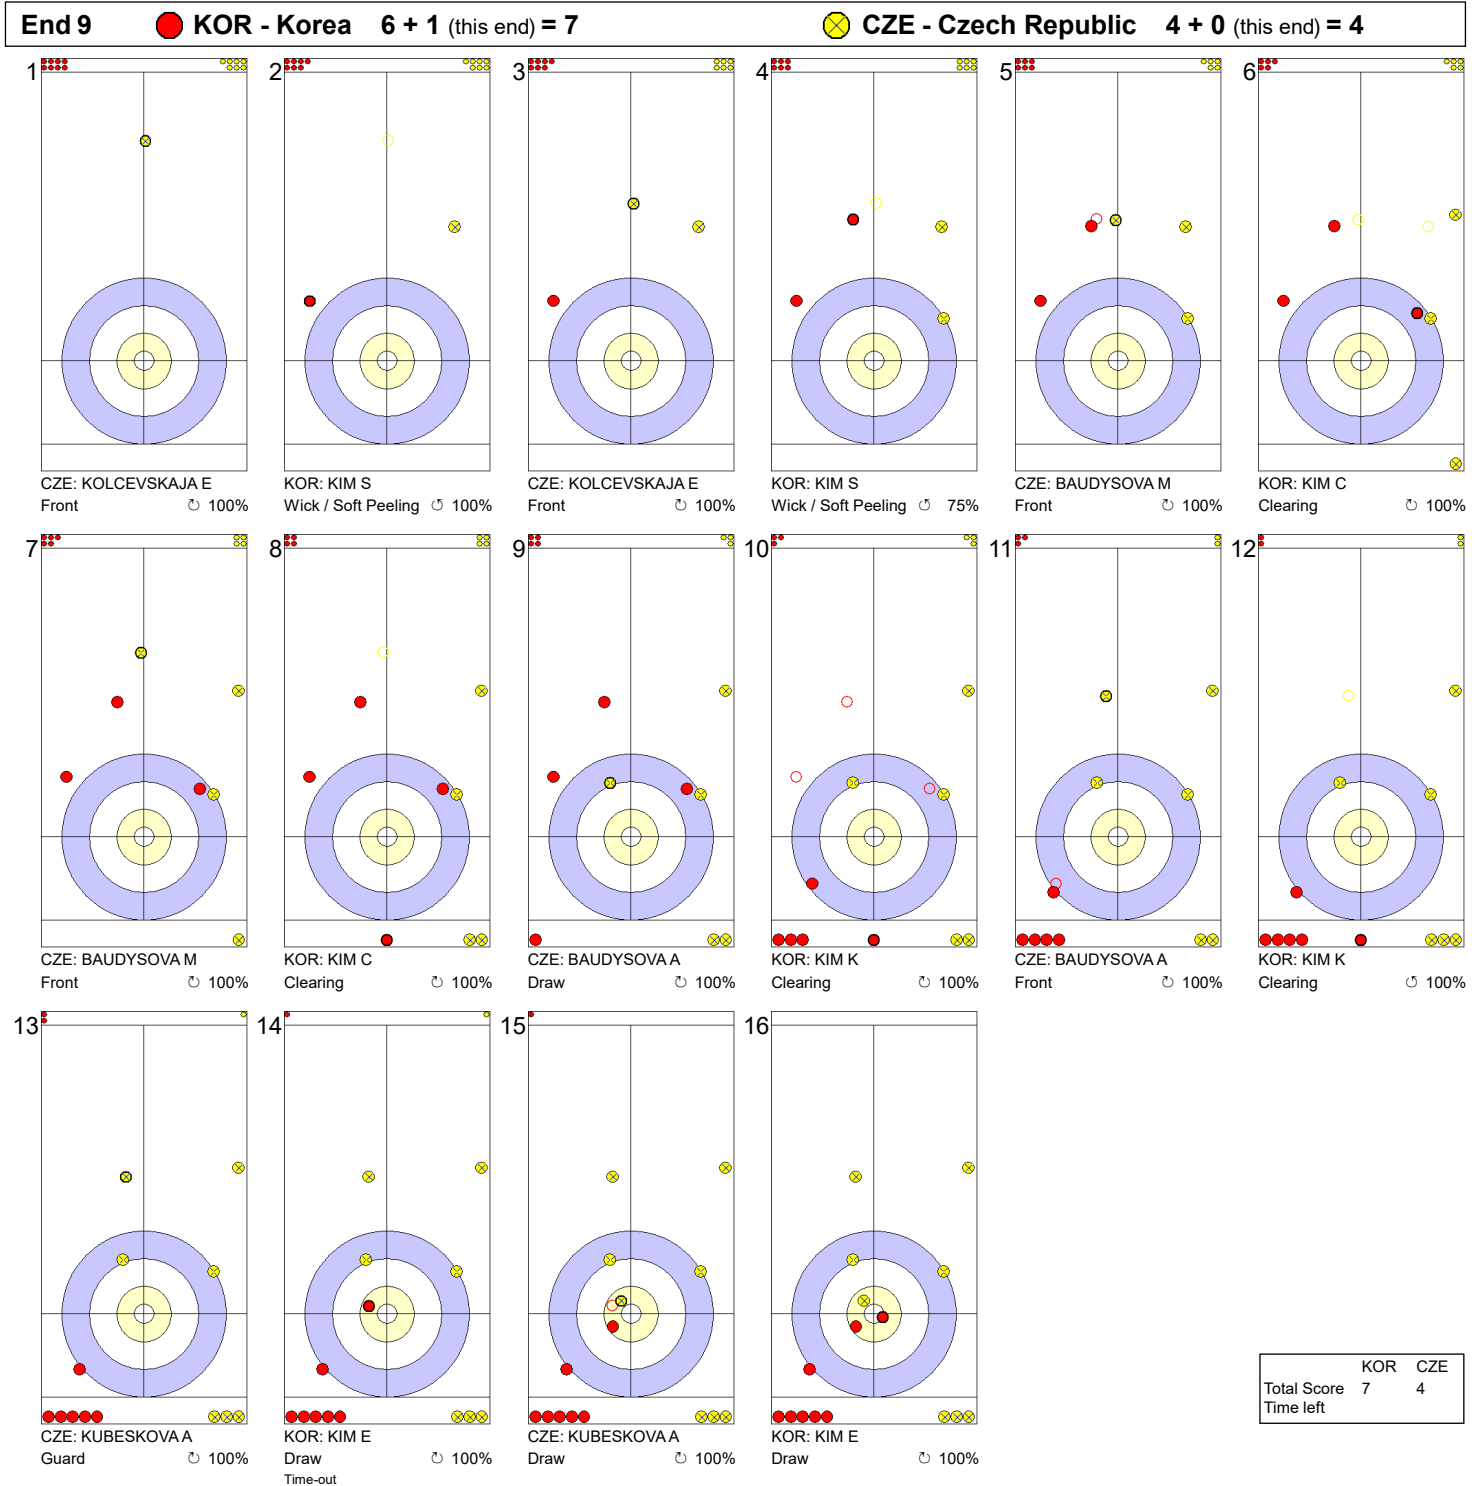 End 9 KOR - Korea 6 + 1 (this end) = 7 CZE - Czech Republic 4 + 0 (this end) = 4
1 2 3 4 5 6
CZE: KOLCEVSKAJA E KOR: KIM S CZE: KOLCEVSKAJA E KOR: KIM S CZE: BAUDYSOVA M KOR: KIM C
Front ↻ 100% Wick / Soft Peeling ↺ 100% Front ↻ 100% Wick / Soft Peeling ↺ 75% Front ↻ 100% Clearing ↻ 100%
7 8 9 10 11 12
CZE: BAUDYSOVA M KOR: KIM C CZE: BAUDYSOVA A KOR: KIM K CZE: BAUDYSOVA A KOR: KIM K
Front ↻ 100% Clearing ↻ 100% Draw ↻ 100% Clearing ↻ 100% Front ↻ 100% Clearing ↻ 100%
13 14 15 16
CZE: KUBESKOVA A KOR: KIM E CZE: KUBESKOVA A KOR: KIM E
Guard ↻ 100% Draw ↻ 100% Draw ↻ 100% Draw ↻ 100%
Time-out
KOR CZE
Total Score 7 4
Time left